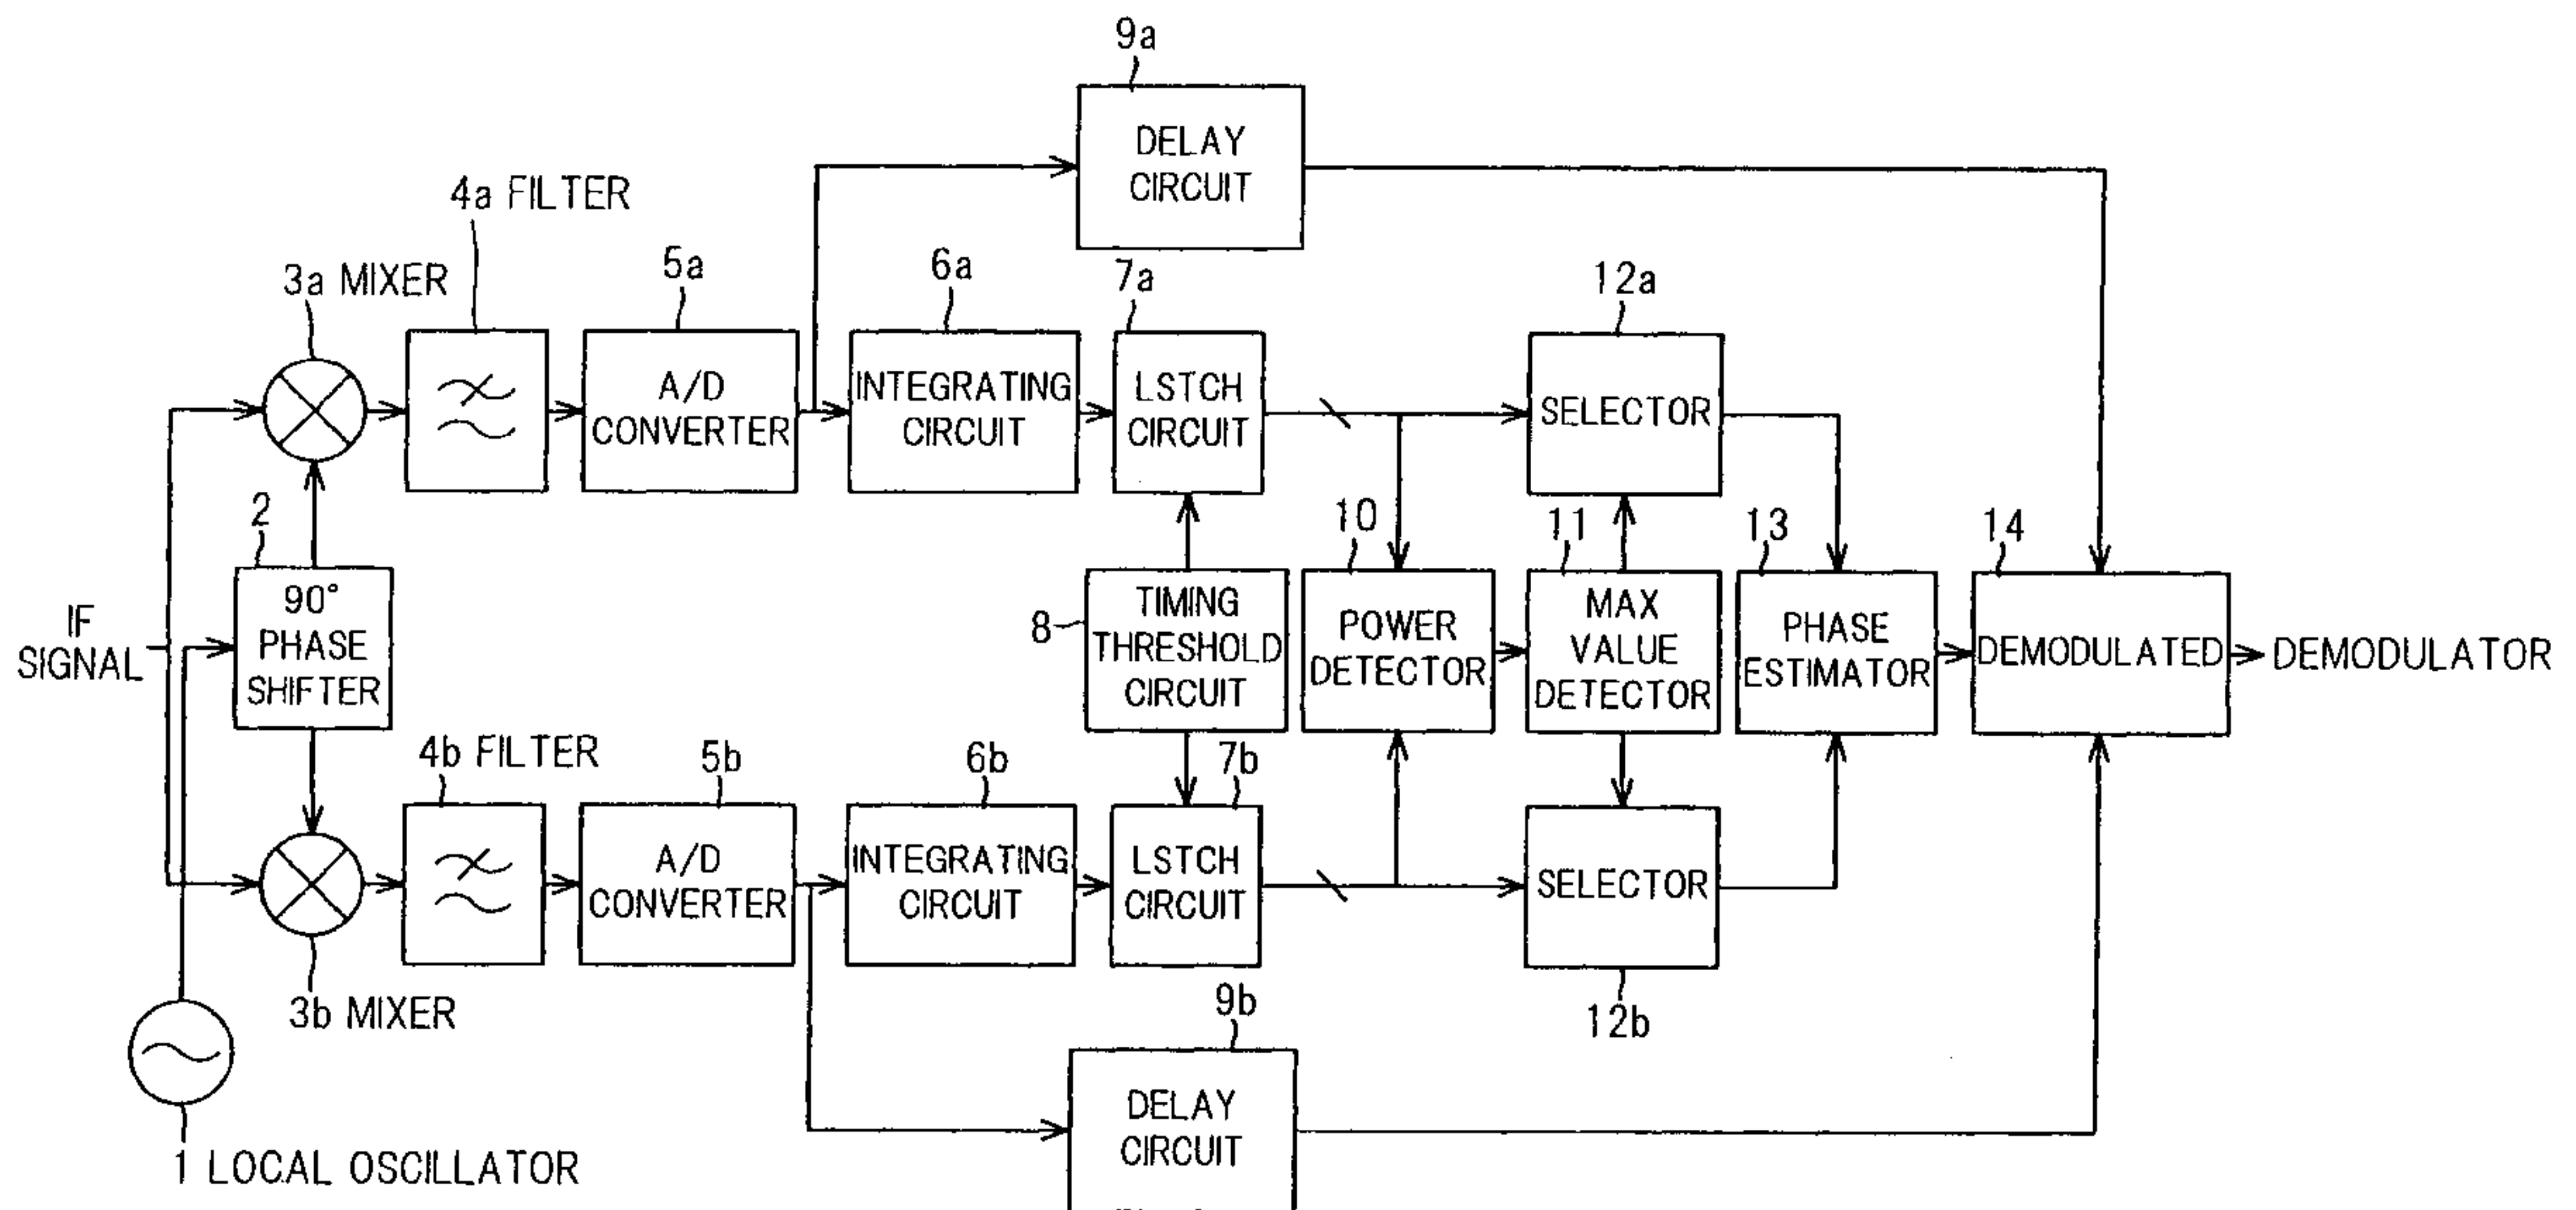 9a
DELAY
CIRCUIT
4a FILTER
3a MIXER
5a
6a
7a
12a
A/D
CONVERTER
INTEGRATING
CIRCUIT
LSTCH
CIRCUIT
SELECTOR
2
90°
PHASE
SHIFTER
IF
SIGNAL
8
TIMING
THRESHOLD
CIRCUIT
10
POWER
DETECTOR
11
MAX
VALUE
DETECTOR
13
PHASE
ESTIMATOR
14
DEMODULATED
DEMODULATOR
4b FILTER
5b
6b
7b
A/D
CONVERTER
INTEGRATING
CIRCUIT
LSTCH
CIRCUIT
SELECTOR
3b MIXER
9b
12b
DELAY
CIRCUIT
1 LOCAL OSCILLATOR